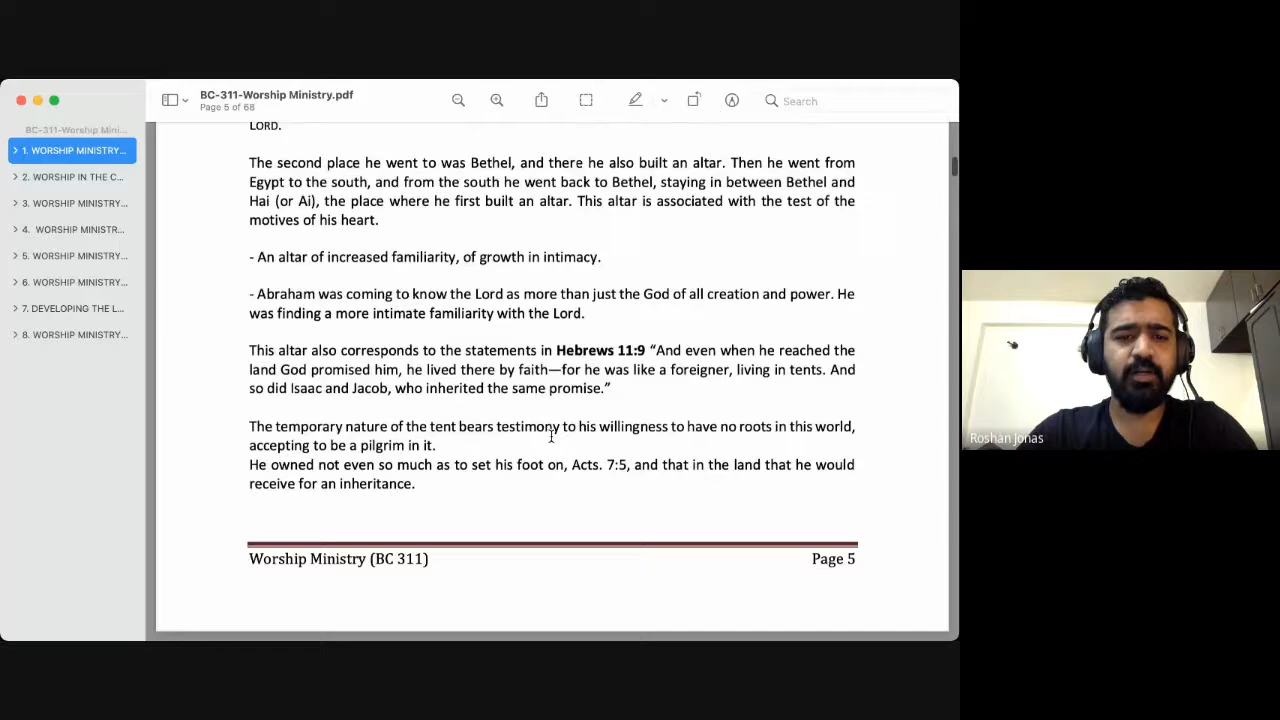 BC-311-Worship Ministry.pdf
Page 5 of 68
Search
BC-311-Worship Mini...
1. WORSHIP MINISTRY...
2. WORSHIP IN THE C...
3. WORSHIP MINISTRY...
4. WORSHIP MINISTR...
5. WORSHIP MINISTRY...
6. WORSHIP MINISTRY...
7. DEVELOPING THE L...
8. WORSHIP MINISTRY...
LORD.
The second place he went to was Bethel, and there he also built an altar. Then he went from
Egypt to the south, and from the south he went back to Bethel, staying in between Bethel and
Hai (or Ai), the place where he first built an altar. This altar is associated with the test of the
motives of his heart.
- An altar of increased familiarity, of growth in intimacy.
- Abraham was coming to know the Lord as more than just the God of all creation and power. He
was finding a more intimate familiarity with the Lord.
This altar also corresponds to the statements in Hebrews 11:9 “And even when he reached the
land God promised him, he lived there by faith—for he was like a foreigner, living in tents. And
so did Isaac and Jacob, who inherited the same promise.”
The temporary nature of the tent bears testimony to his willingness to have no roots in this world,
accepting to be a pilgrim in it.
He owned not even so much as to set his foot on, Acts. 7:5, and that in the land that he would
receive for an inheritance.
Worship Ministry (BC 311)
Page 5
Roshan Jonas